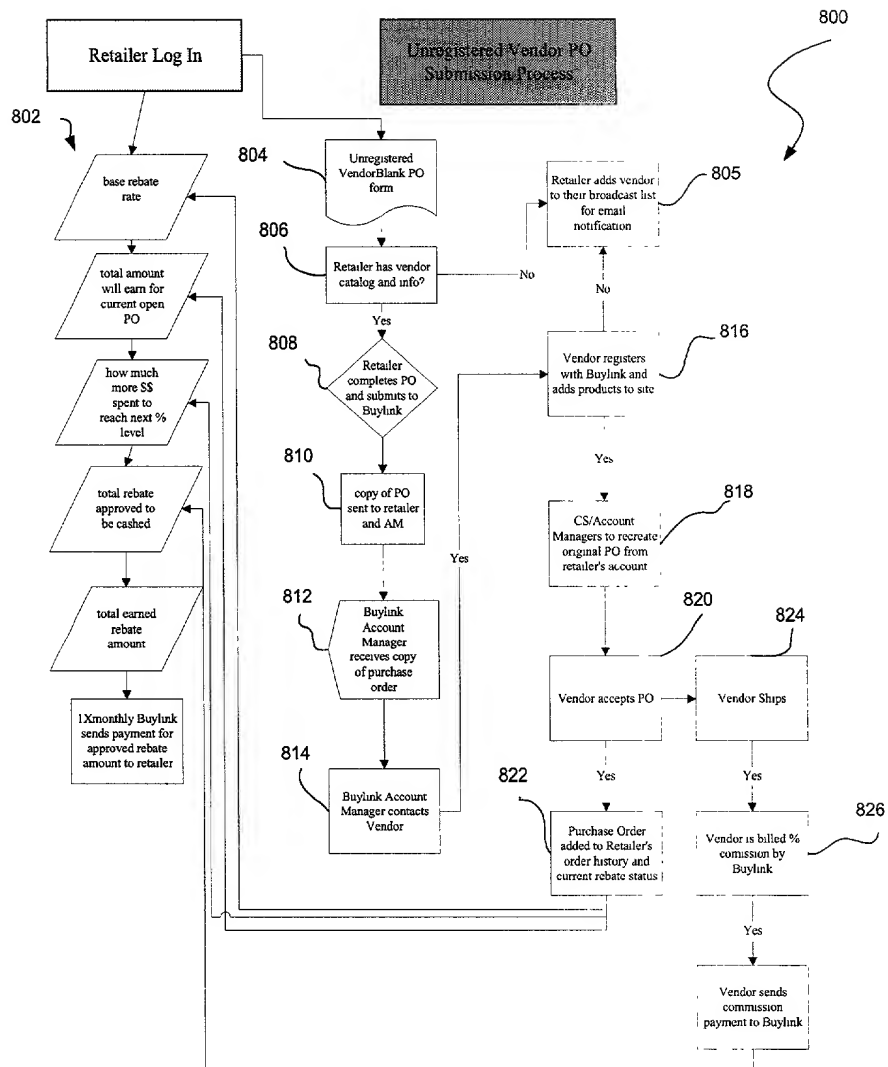 800
Retailer Log In
Unregistered Vendor PO
Submission Process
802
base rebate
rate
total amount
will earn for
current open
PO
how much
more $$
spent to
reach next %
level
total rebate
approved to
be cashed
total earned
rebate
amount
1Xmonthly Buylink
sends payment for
approved rebate
amount to retailer
804
Unregistered
VendorBlank PO
form
806
Retailer has vendor
catalog and info?
No
Yes
808
Retailer
completes PO
and submits to
Buylink
810
copy of PO
sent to retailer
and AM
812
Buylink
Account
Manager
receives copy
of purchase
order
814
Buylink Account
Manager contacts
Vendor
Yes
805
Retailer adds vendor
to their broadcast list
for email
notification
No
816
Vendor registers
with Buylink and
adds products to site
Yes
818
CS/Account
Managers to recreate
original PO from
retailer's account
820
Vendor accepts PO
Yes
822
Purchase Order
added to Retailer's
order history and
current rebate status
824
Vendor Ships
Yes
826
Vendor is billed %
comission by
Buylink
Yes
Vendor sends
commission
payment to Buylink